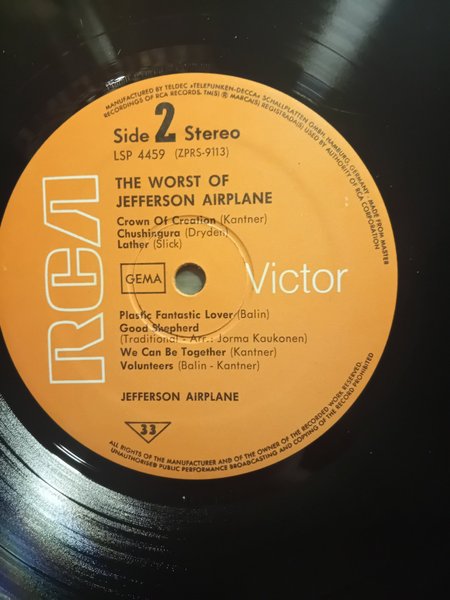 MANUFACTURED BY TELDEC »TELEFUNKEN-DECCA« SCHALLPLATTEN GMBH, HAMBURG, GERMANY · MADE FROM MASTER
RECORDINGS OF RCA RECORDS. TM(S) ® MARCA(S) REGISTRADA(S) USED BY AUTHORITY OF RCA CORPORATION
Side 2 Stereo
LSP 4459 (ZPRS-9113)
THE WORST OF
JEFFERSON AIRPLANE
Crown Of Creation (Kantner)
Chushingura (Dryden)
Lather (Slick)
RCA
GEMA
Victor
Plastic Fantastic Lover (Balin)
Good Shepherd
(Traditional - Arr.: Jorma Kaukonen)
We Can Be Together (Kantner)
Volunteers (Balin - Kantner)
JEFFERSON AIRPLANE
33
ALL RIGHTS OF THE MANUFACTURER AND OF THE OWNER OF THE RECORDED WORK RESERVED.
UNAUTHORISED PUBLIC PERFORMANCE BROADCASTING AND COPYING OF THE RECORD PROHIBITED